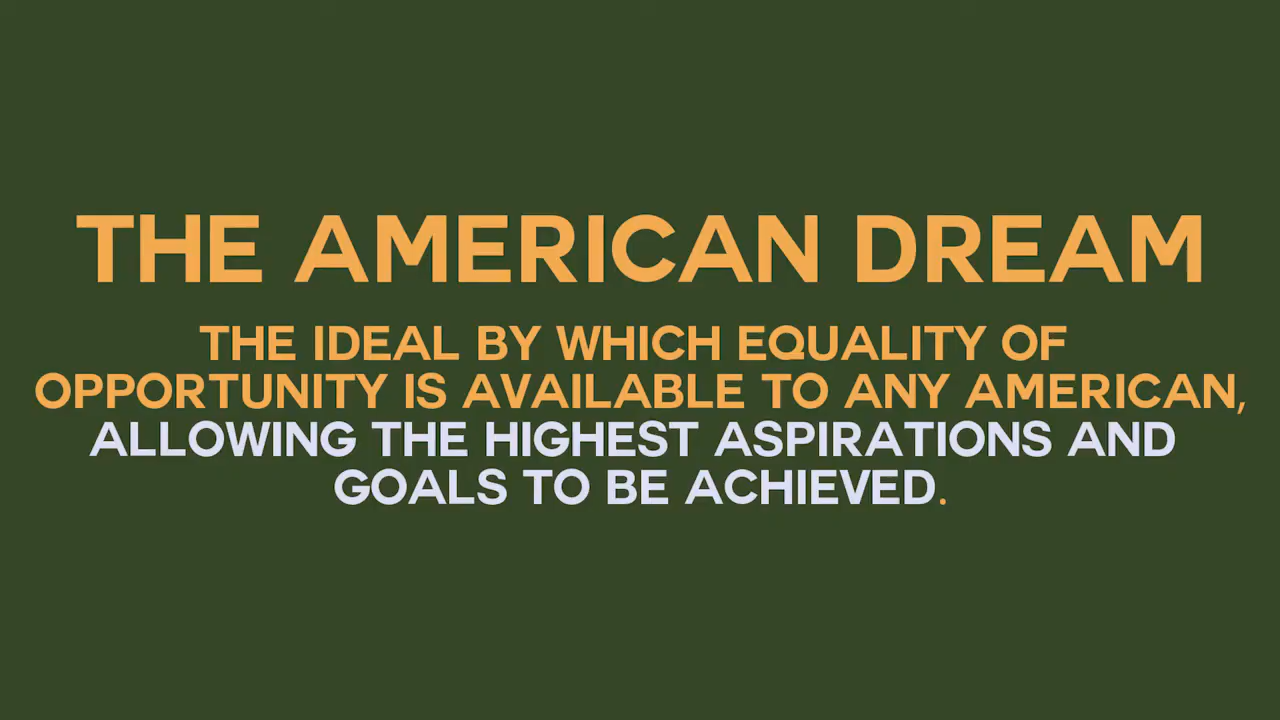 THE AMERICAN DREAM
THE IDEAL BY WHICH EQUALITY OF
OPPORTUNITY IS AVAILABLE TO ANY AMERICAN,
ALLOWING THE HIGHEST ASPIRATIONS AND
GOALS TO BE ACHIEVED.